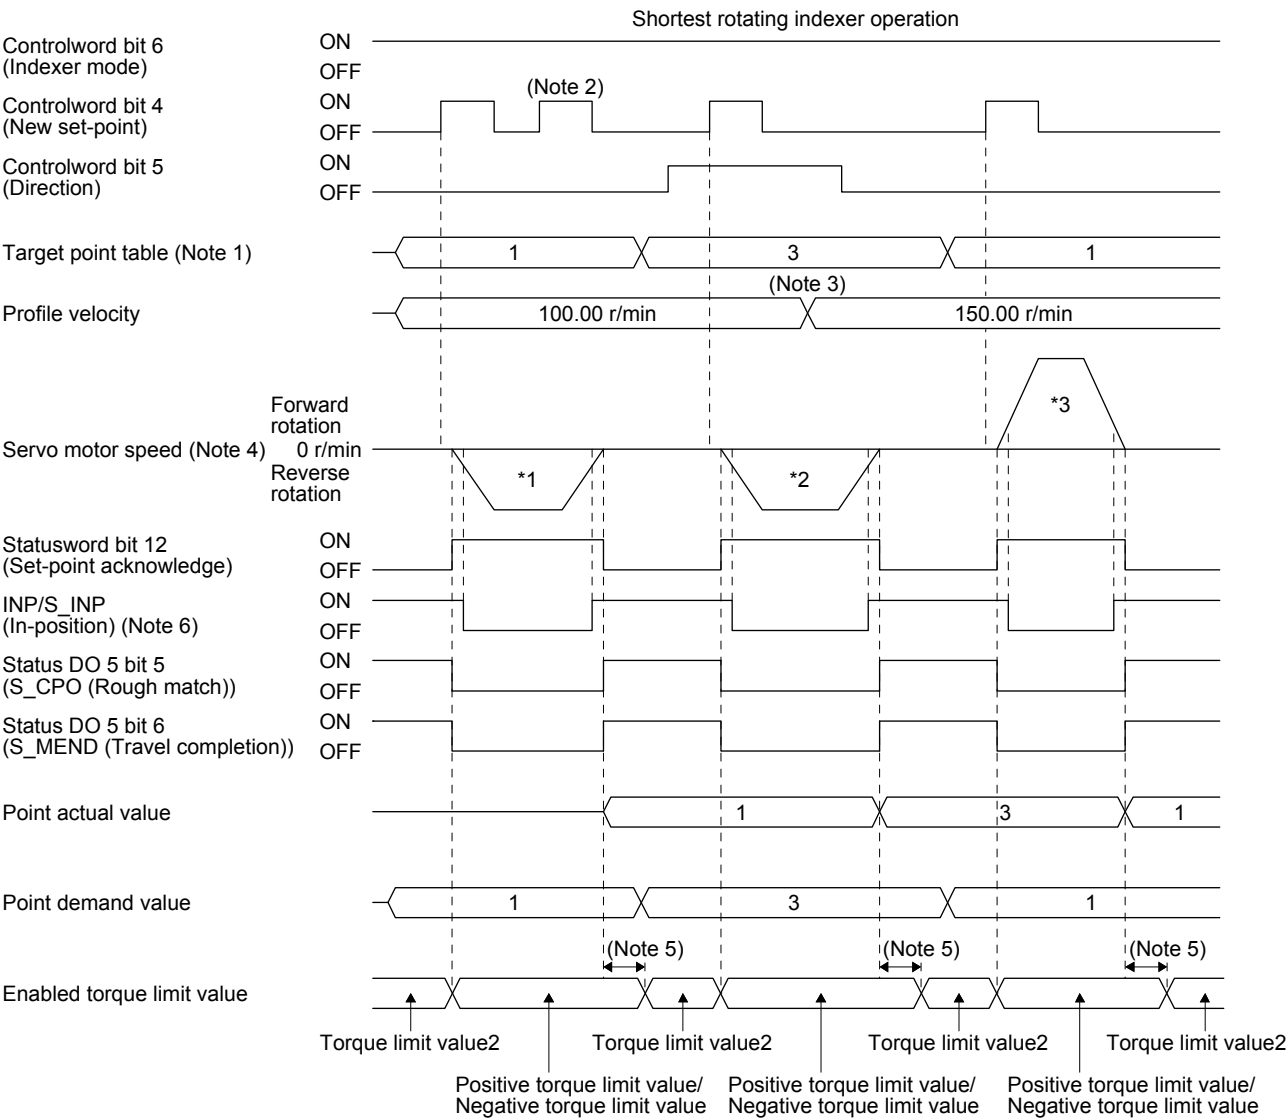 Shortest rotating indexer operation
Controlword bit 6
(Indexer mode)
ON
OFF
Controlword bit 4
(New set-point)
ON
OFF
(Note 2)
Controlword bit 5
(Direction)
ON
OFF
Target point table (Note 1)
1
3
1
(Note 3)
Profile velocity
100.00 r/min
150.00 r/min
Servo motor speed (Note 4)
Forward
rotation
0 r/min
Reverse
rotation
*1
*2
*3
Statusword bit 12
(Set-point acknowledge)
ON
OFF
INP/S_INP
(In-position) (Note 6)
ON
OFF
Status DO 5 bit 5
(S_CPO (Rough match))
ON
OFF
Status DO 5 bit 6
(S_MEND (Travel completion))
ON
OFF
Point actual value
1
3
1
Point demand value
1
3
1
(Note 5)
(Note 5)
(Note 5)
Enabled torque limit value
Torque limit value2
Torque limit value2
Torque limit value2
Torque limit value2
Positive torque limit value/
Negative torque limit value
Positive torque limit value/
Negative torque limit value
Positive torque limit value/
Negative torque limit value